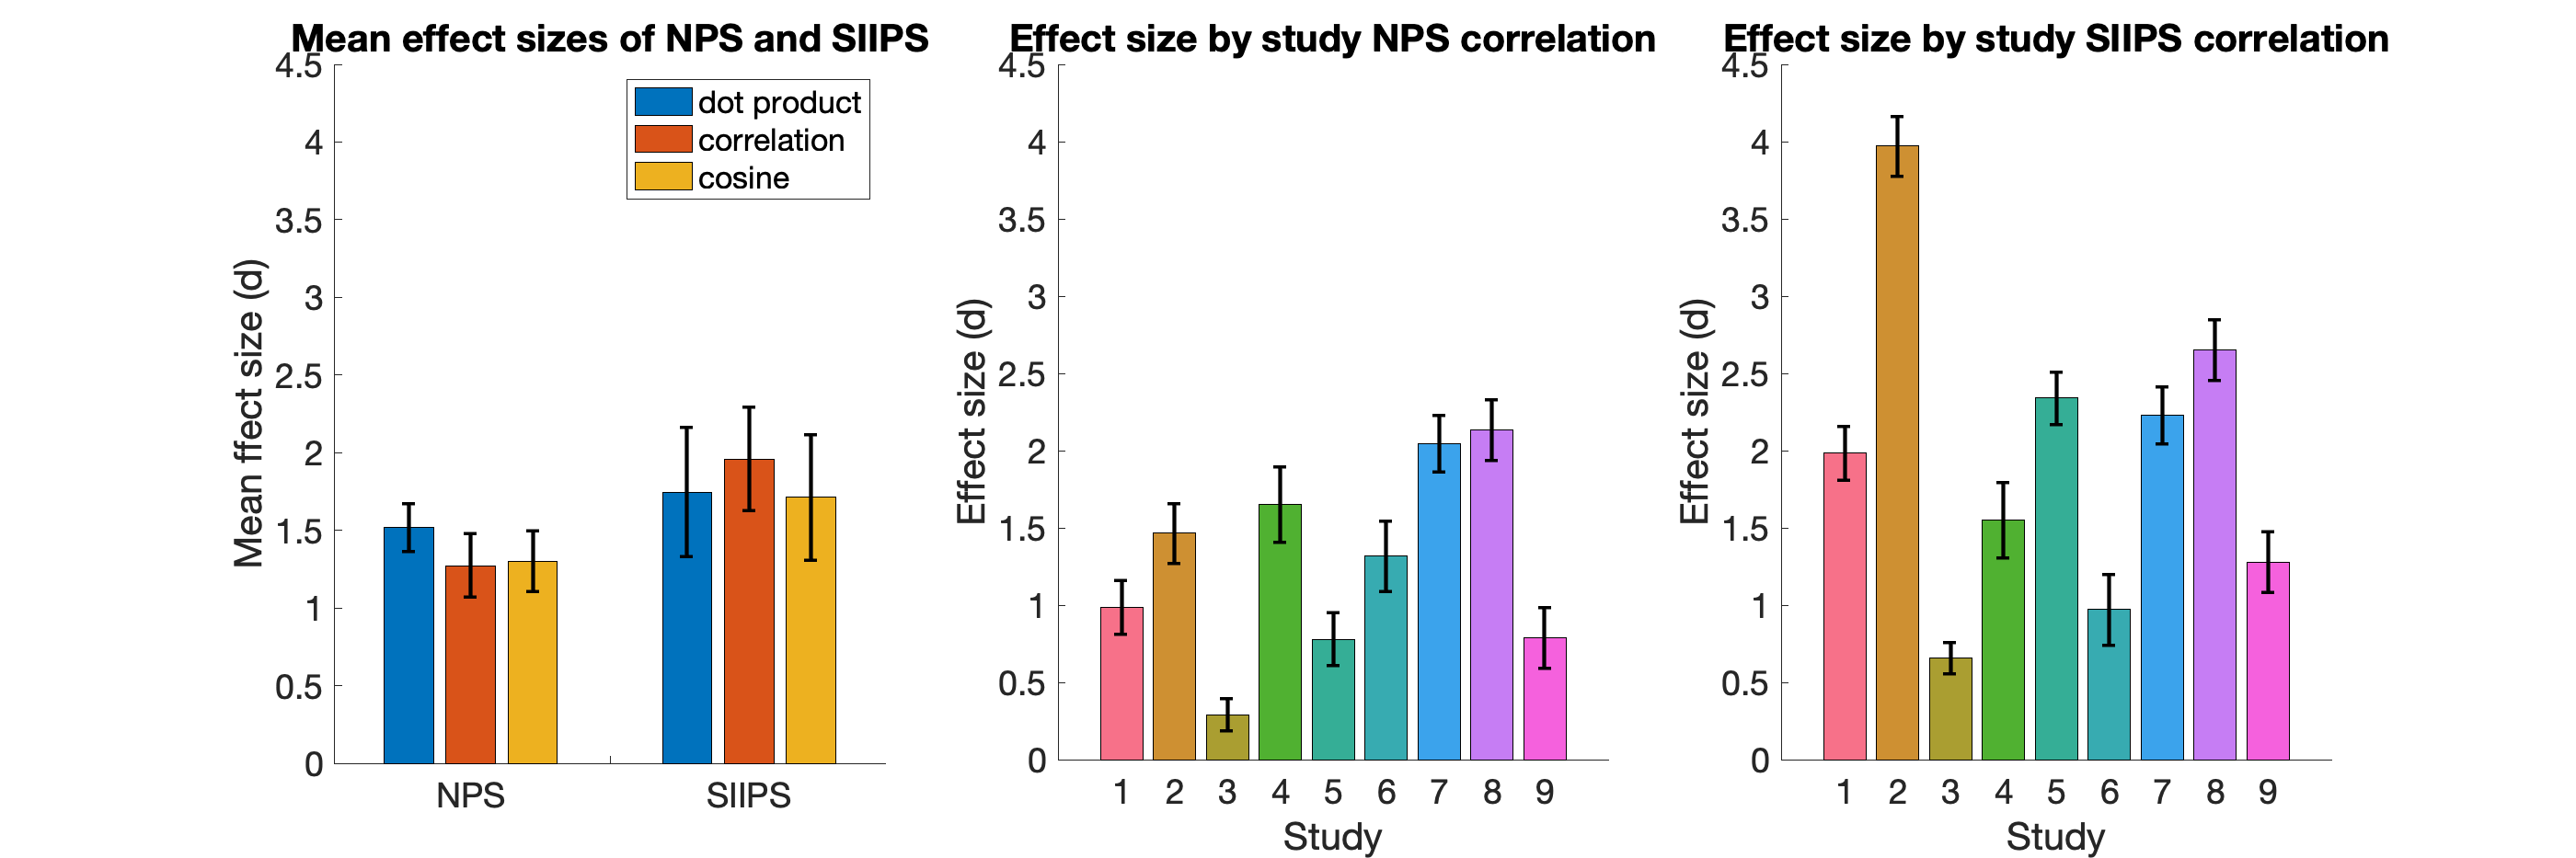 Mean effect sizes of NPS and SIIPS
4.5
4
3.5
3
2.5
2
1.5
1
0.5
0
Mean ffect size (d)
dot product
correlation
cosine
NPS
SIIPS
Effect size by study NPS correlation
4.5
4
3.5
3
2.5
2
1.5
1
0.5
0
Effect size (d)
1 2 3 4 5 6 7 8 9
Study
Effect size by study SIIPS correlation
4.5
4
3.5
3
2.5
2
1.5
1
0.5
0
Effect size (d)
1 2 3 4 5 6 7 8 9
Study